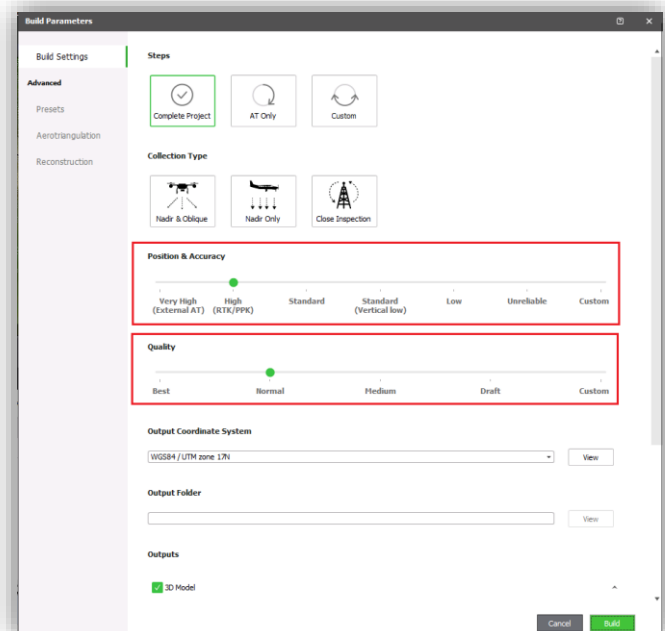 Build Parameters
Build Settings
Advanced
Presets
Aerotriangulation
Reconstruction
Steps
Complete Project
AT Only
Custom
Collection Type
Nadir & Oblique
Nadir Only
Close Inspection
Position & Accuracy
Very High
(External AT)
High
(RTK/PPK)
Standard
Standard
(Vertical low)
Low
Unreliable
Custom
Quality
Best
Normal
Medium
Draft
Custom
Output Coordinate System
WGS84 / UTM zone 17N
View
Output Folder
View
Outputs
3D Model
Cancel
Build